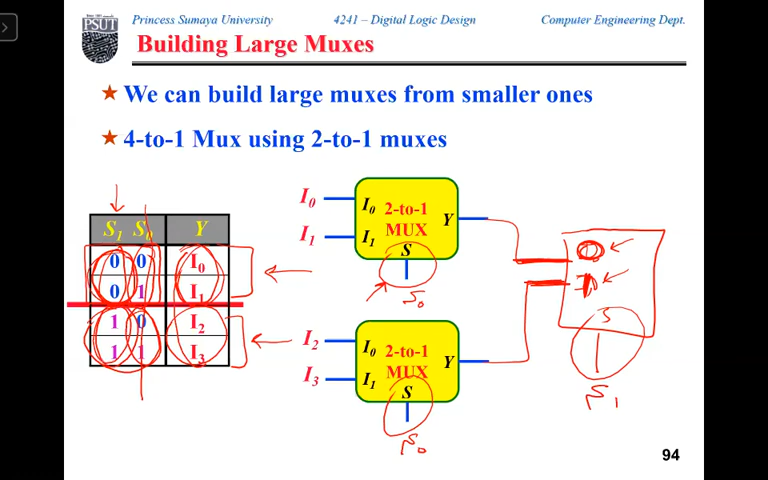 Princess Sumaya University 4241 – Digital Logic Design Computer Engineering Dept.
PSUT
Building Large Muxes
We can build large muxes from smaller ones
4-to-1 Mux using 2-to-1 muxes
S1 S0 Y
0 0 I0
0 1 I1
1 0 I2
1 1 I3
I0 I0 2-to-1 Y
I1 I1 MUX
S
S0
I2 I0 2-to-1 Y
I3 I1 MUX
S
S0
S
S1
94